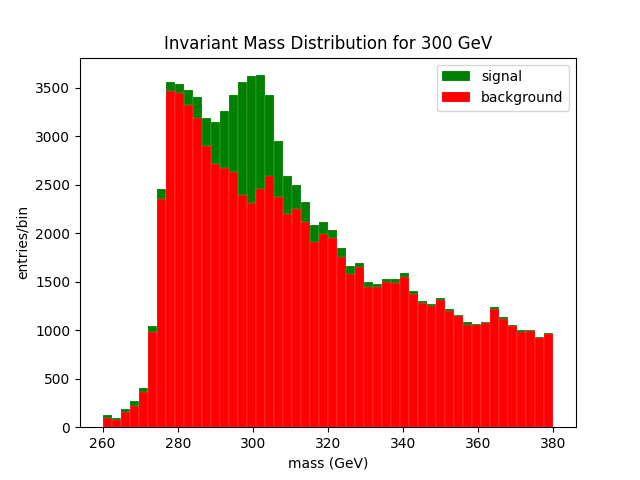 Invariant Mass Distribution for 300 GeV
signal
background
3500
3000
2500
2000
1500
1000
500
0
entries/bin
260 280 300 320 340 360 380
mass (GeV)